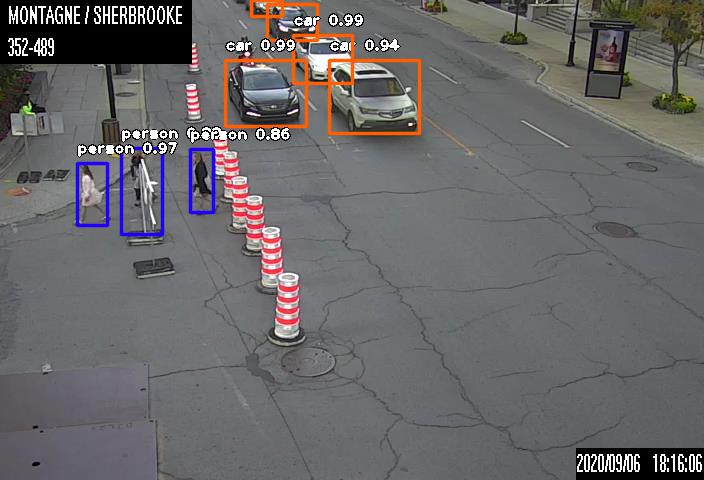 MONTAGNE / SHERBROOKE
352-489
car 0.99
car 0.99
car 0.94
person
person 0.86
person 0.97
2020/09/06 18:16:06